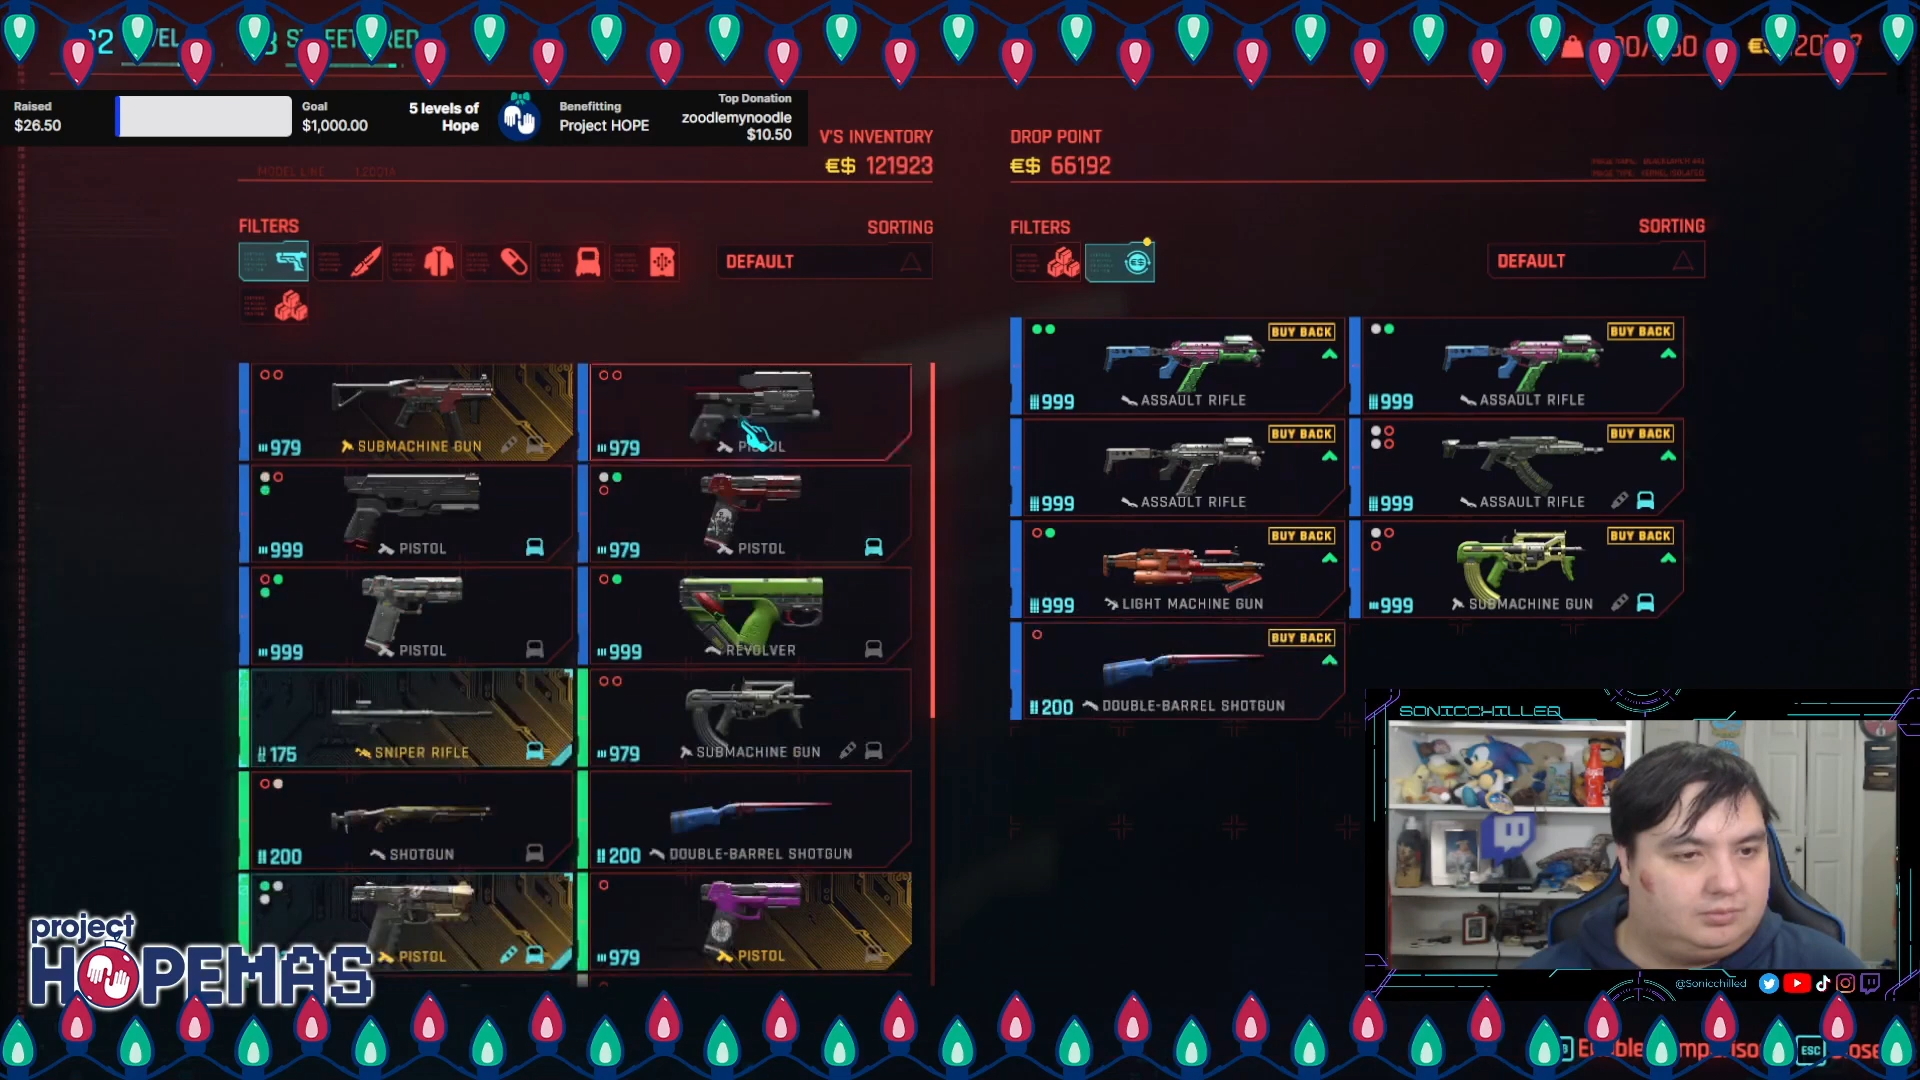 Raised
$26.50
Goal
$1,000.00
5 levels of
Hope
Benefitting
Project HOPE
Top Donation
zoodlemynoodle
$10.50
V'S INVENTORY
€$ 121923
DROP POINT
€$ 66192
MODEL LINE
FILTERS
SORTING
DEFAULT
FILTERS
SORTING
DEFAULT
979 SUBMACHINE GUN
979 PISTOL
999 PISTOL
979 PISTOL
999 PISTOL
999 REVOLVER
175 SNIPER RIFLE
979 SUBMACHINE GUN
200 SHOTGUN
200 DOUBLE-BARREL SHOTGUN
PISTOL
979 PISTOL
BUY BACK
999 ASSAULT RIFLE
BUY BACK
999 ASSAULT RIFLE
BUY BACK
999 ASSAULT RIFLE
BUY BACK
999 ASSAULT RIFLE
BUY BACK
999 LIGHT MACHINE GUN
BUY BACK
999 SUBMACHINE GUN
BUY BACK
200 DOUBLE-BARREL SHOTGUN
SONICCHILLED
@Sonicchilled
project
HOPEMAS
ESC